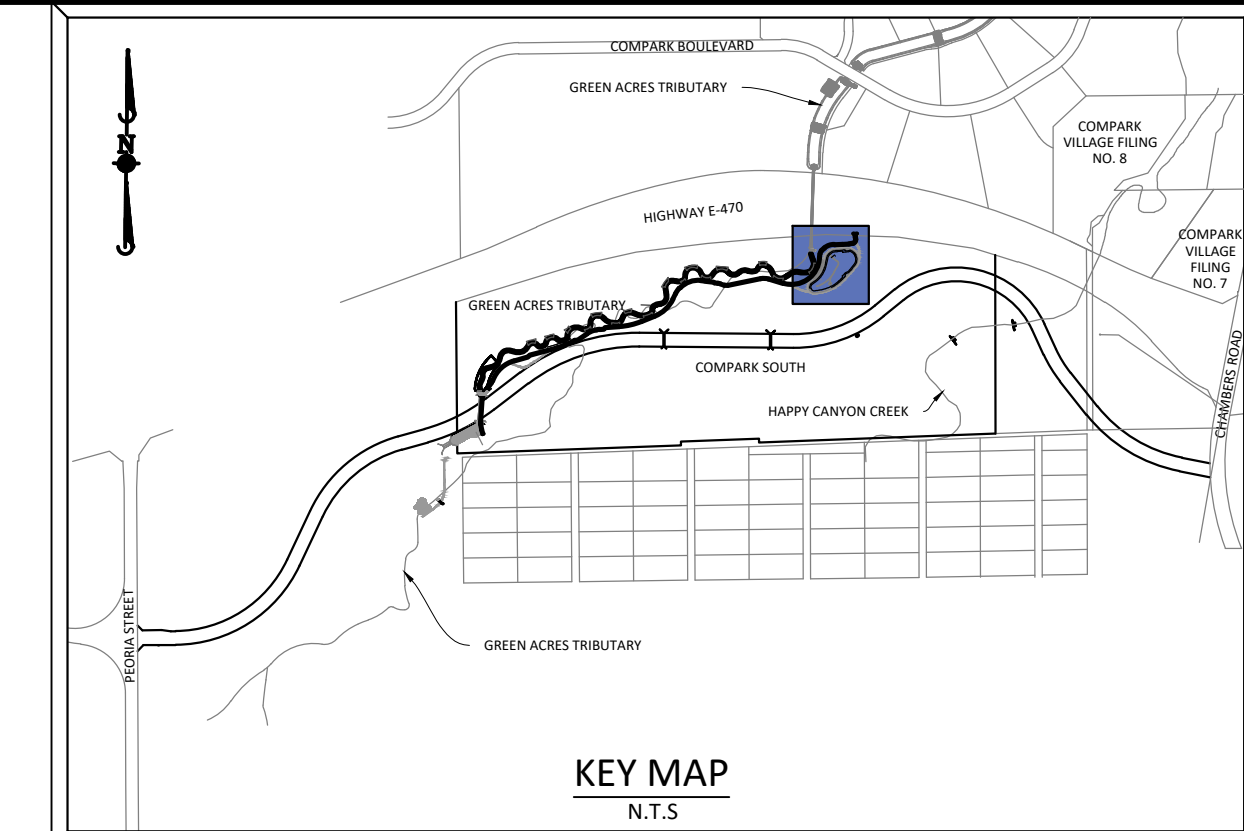 COMPARK BOULEVARD
GREEN ACRES TRIBUTARY
COMPARK
VILLAGE FILING
NO. 8
N
HIGHWAY E-470
COMPARK
VILLAGE
FILING
NO. 7
GREEN ACRES TRIBUTARY
COMPARK SOUTH
HAPPY CANYON CREEK
CHAMBERS ROAD
PEORIA STREET
GREEN ACRES TRIBUTARY
KEY MAP
N.T.S